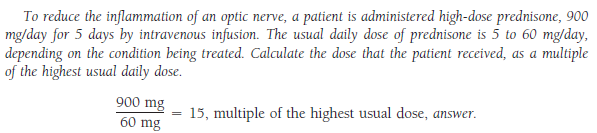 To reduce the inflammation of an optic nerve, a patient is administered high-dose prednisone, 900
mg/day for 5 days by intravenous infusion. The usual daily dose of prednisone is 5 to 60 mg/day,
depending on the condition being treated. Calculate the dose that the patient received, as a multiple
of the highest usual daily dose.
900 mg
60 mg
= 15, multiple of the highest usual dose, answer.